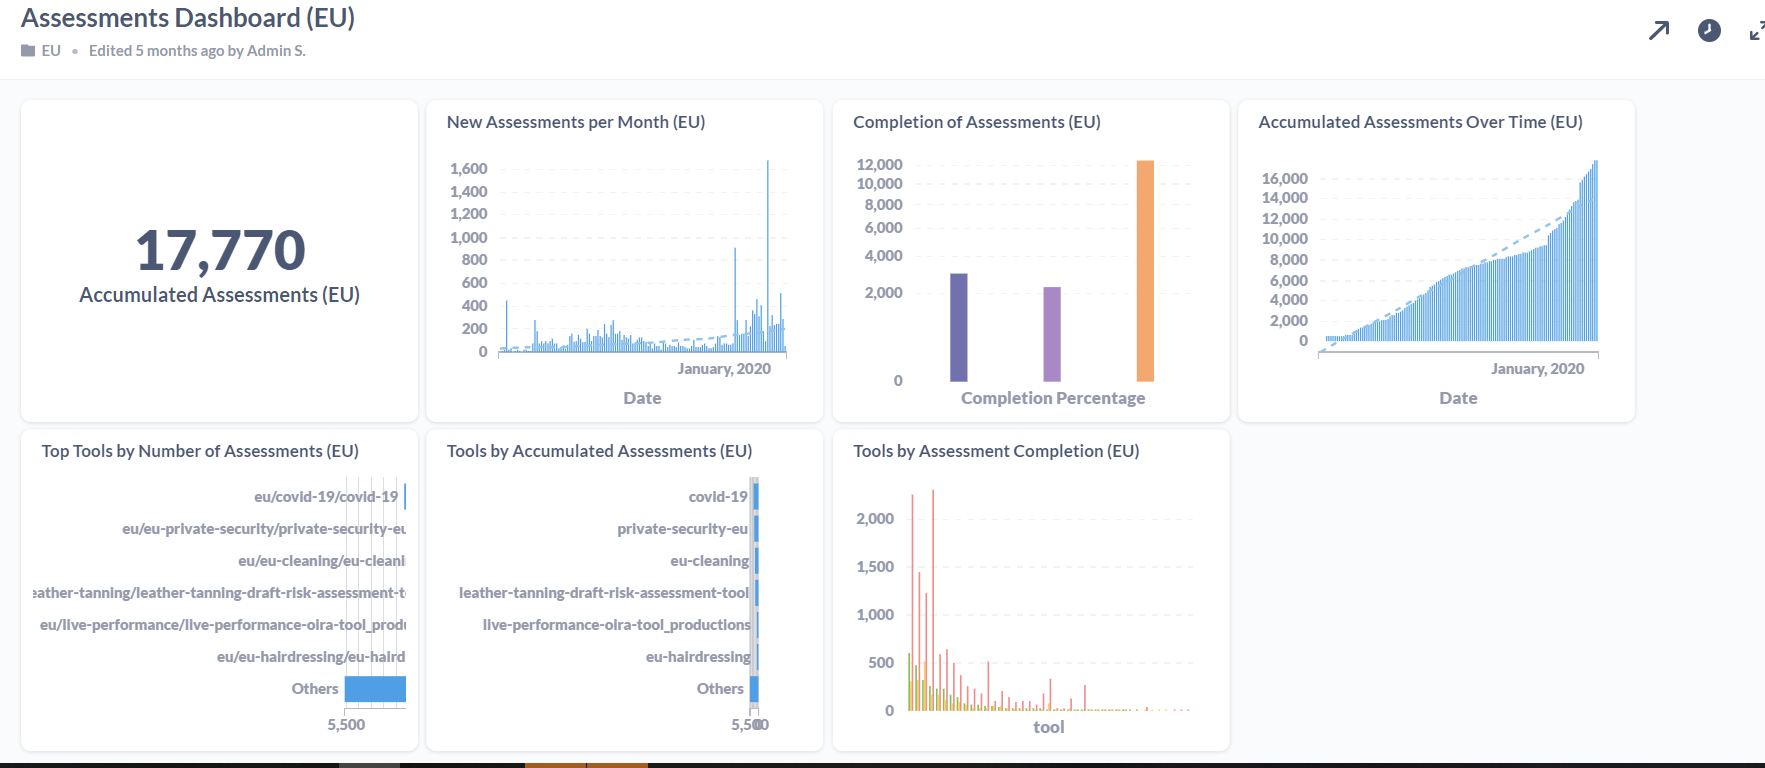 Assessments Dashboard (EU)
EU • Edited 5 months ago by Admin S.
17,770
Accumulated Assessments (EU)
New Assessments per Month (EU)
1,600
1,400
1,200
1,000
800
600
400
200
0
January, 2020
Date
Completion of Assessments (EU)
12,000
10,000
8,000
6,000
4,000
2,000
0
Completion Percentage
Accumulated Assessments Over Time (EU)
16,000
14,000
12,000
10,000
8,000
6,000
4,000
2,000
0
January, 2020
Date
Top Tools by Number of Assessments (EU)
eu/covid-19/covid-19
eu/eu-private-security/private-security-eu
eu/eu-cleaning/eu-cleani
eather-tanning/leather-tanning-draft-risk-assessment-t
eu/live-performance/live-performance-oira-tool_produ
eu/eu-hairdressing/eu-haird
Others
5,500
Tools by Accumulated Assessments (EU)
covid-19
private-security-eu
eu-cleaning
leather-tanning-draft-risk-assessment-tool
live-performance-oira-tool_productions
eu-hairdressing
Others
Tools by Assessment Completion (EU)
2,000
1,500
1,000
500
0
tool